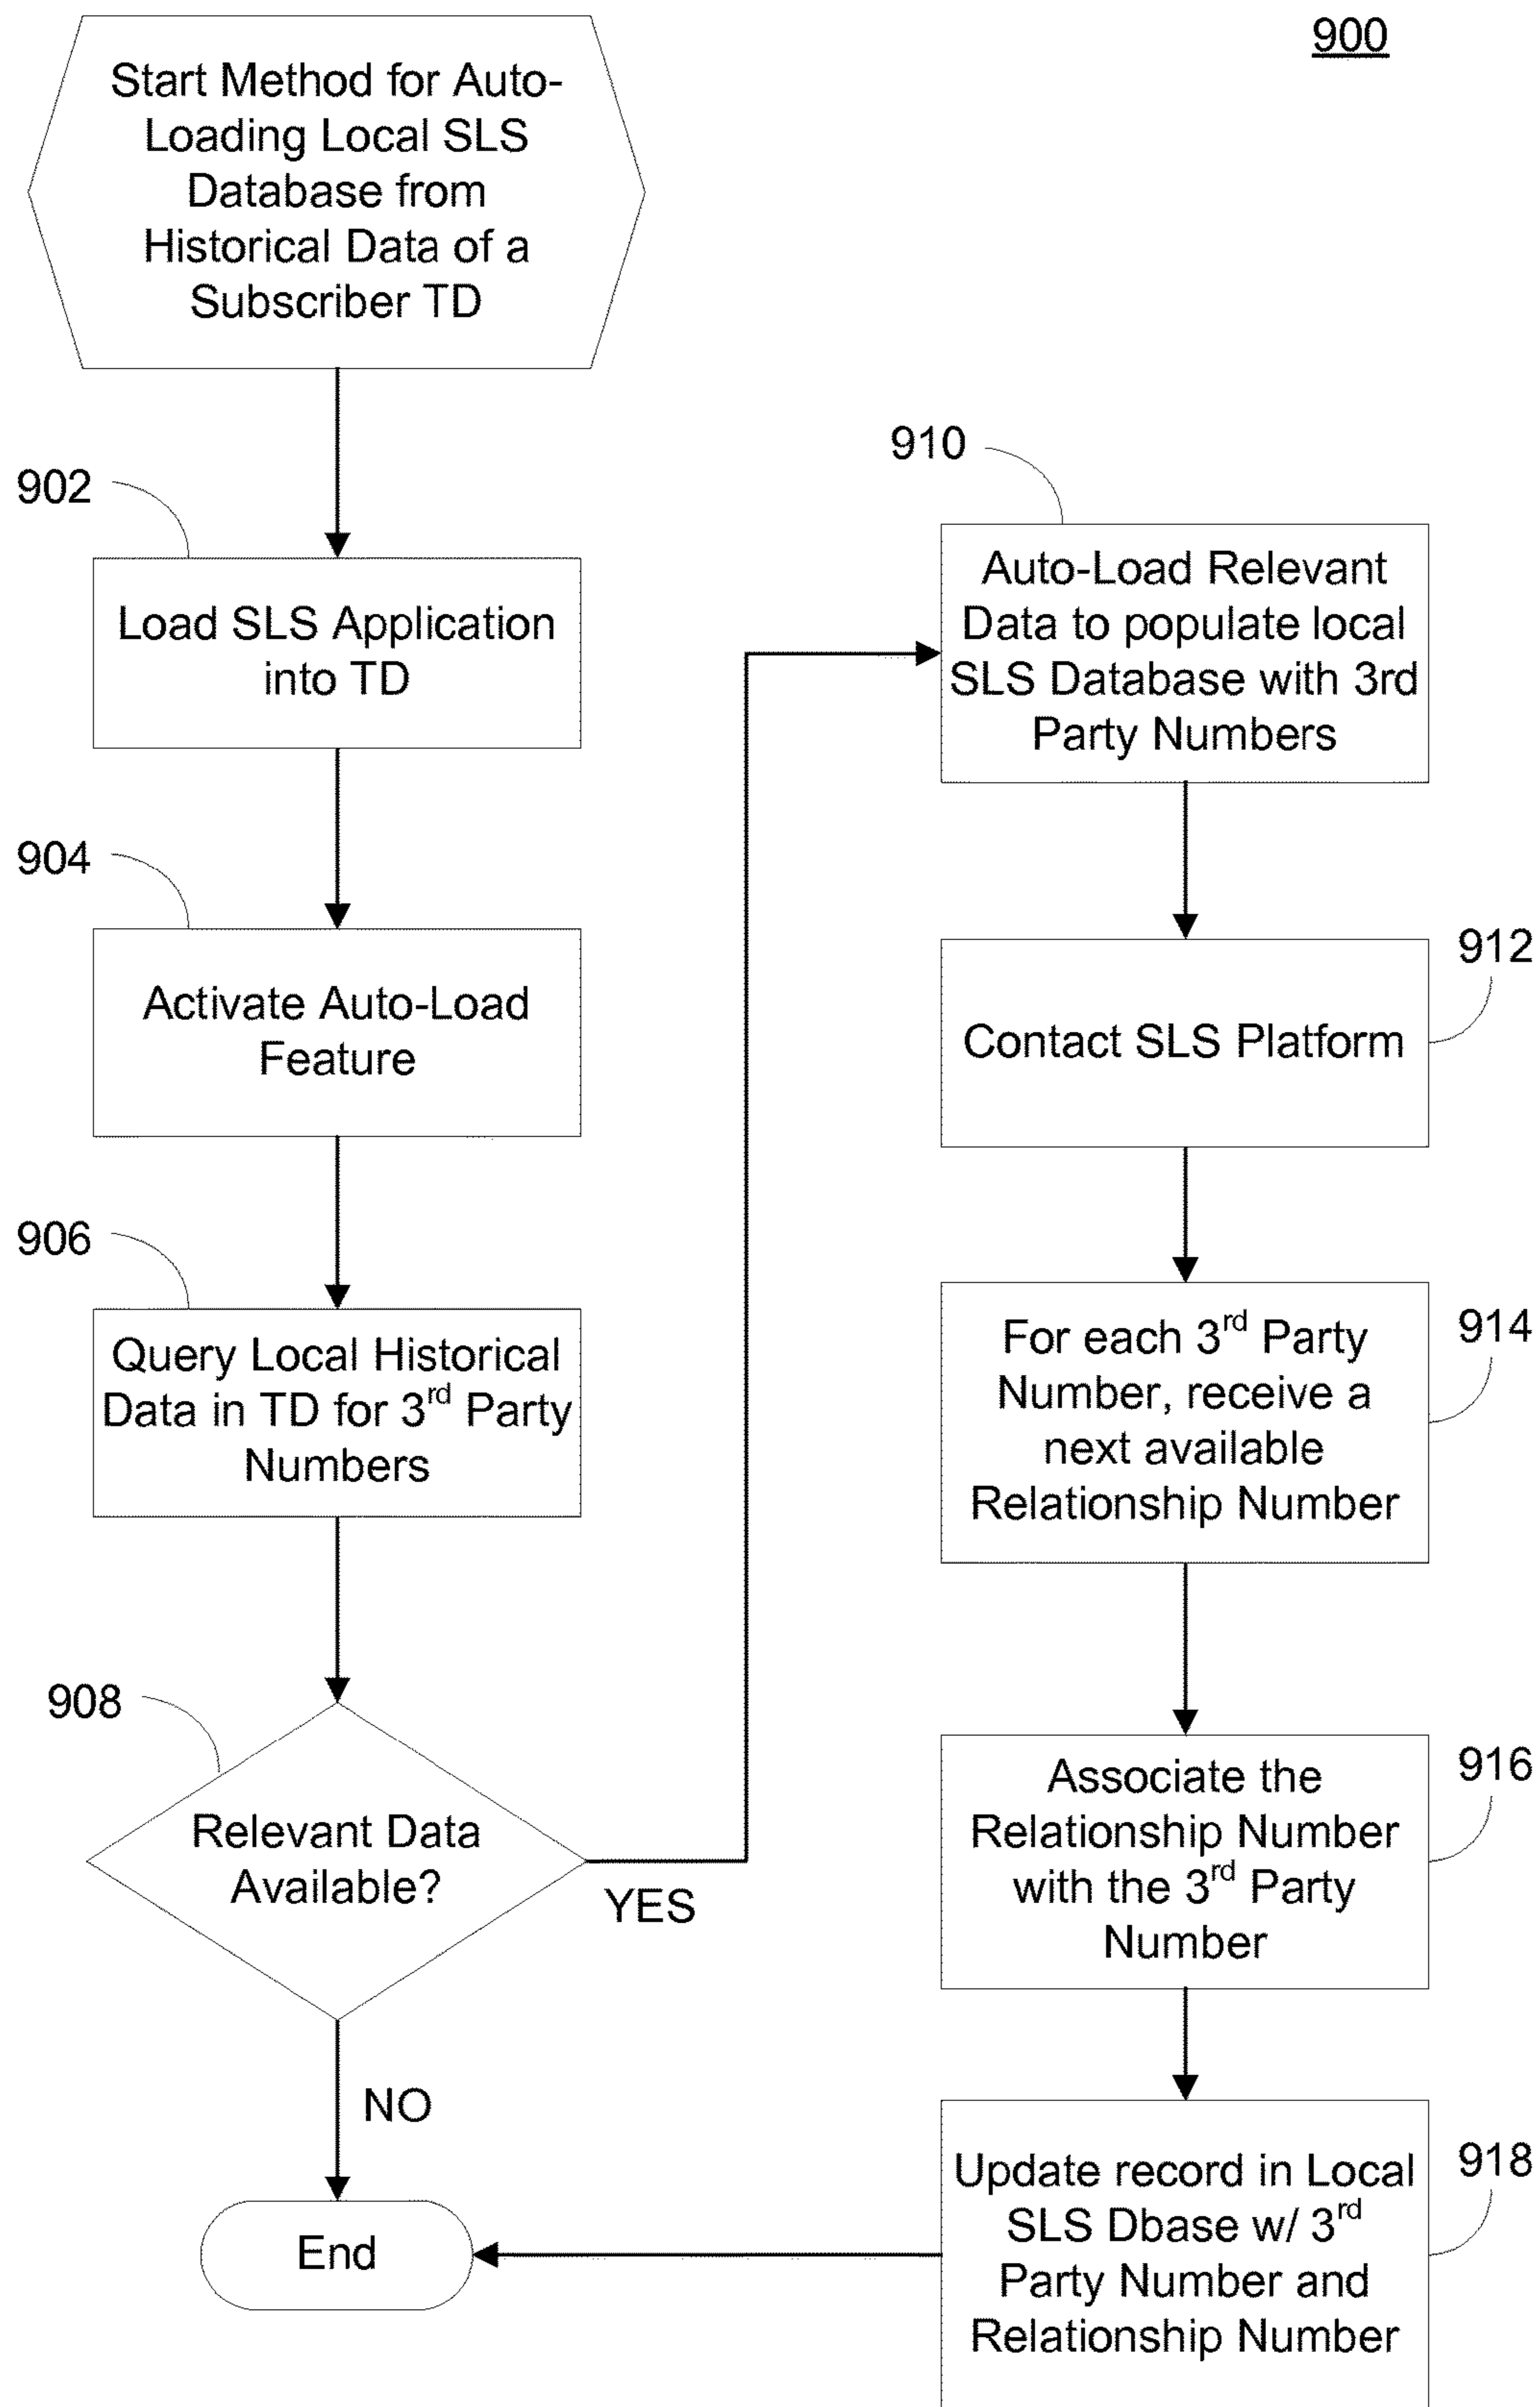 900
Start Method for Auto-
Loading Local SLS
Database from
Historical Data of a
Subscriber TD
902
Load SLS Application
into TD
904
Activate Auto-Load
Feature
906
Query Local Historical
Data in TD for 3rd Party
Numbers
908
Relevant Data
Available?
YES
NO
End
910
Auto-Load Relevant
Data to populate local
SLS Database with 3rd
Party Numbers
912
Contact SLS Platform
914
For each 3rd Party
Number, receive a
next available
Relationship Number
916
Associate the
Relationship Number
with the 3rd Party
Number
918
Update record in Local
SLS Dbase w/ 3rd
Party Number and
Relationship Number